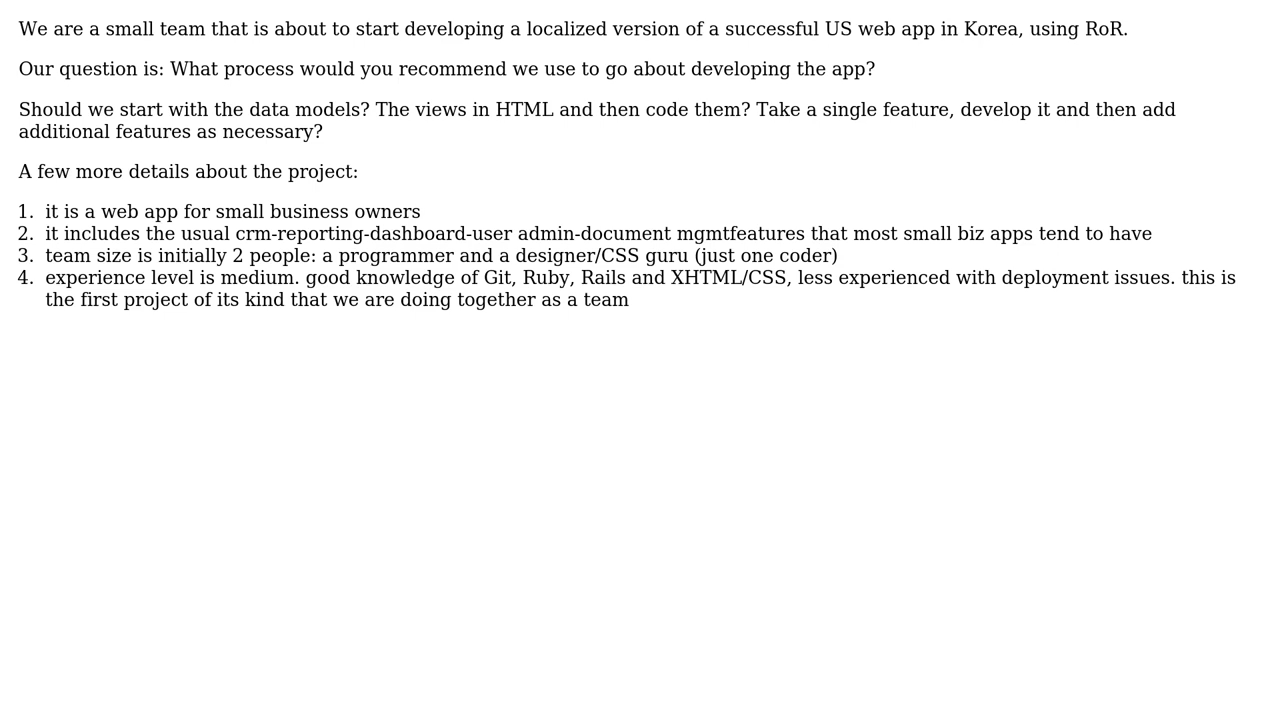 We are a small team that is about to start developing a localized version of a successful US web app in Korea, using RoR.
Our question is: What process would you recommend we use to go about developing the app?
Should we start with the data models? The views in HTML and then code them? Take a single feature, develop it and then add
additional features as necessary?
A few more details about the project:
1. it is a web app for small business owners
2. it includes the usual crm-reporting-dashboard-user admin-document mgmtfeatures that most small biz apps tend to have
3. team size is initially 2 people: a programmer and a designer/CSS guru (just one coder)
4. experience level is medium. good knowledge of Git, Ruby, Rails and XHTML/CSS, less experienced with deployment issues. this is
the first project of its kind that we are doing together as a team